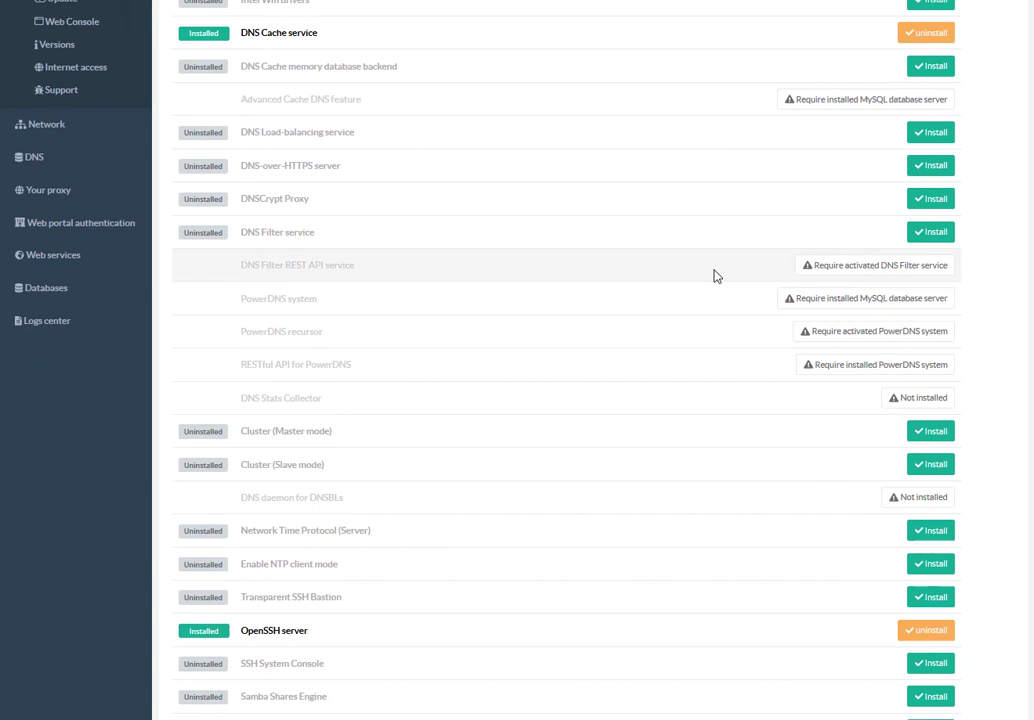 Update
Web Console
Versions
Internet access
Support
Network
DNS
Your proxy
Web portal authentication
Web services
Databases
Logs center
Uninstalled Intel Wifi drivers Install
Installed DNS Cache service uninstall
Uninstalled DNS Cache memory database backend Install
Advanced Cache DNS feature Require installed MySQL database server
Uninstalled DNS Load-balancing service Install
Uninstalled DNS-over-HTTPS server Install
Uninstalled DNSCrypt Proxy Install
Uninstalled DNS Filter service Install
DNS Filter REST API service Require activated DNS Filter service
PowerDNS system Require installed MySQL database server
PowerDNS recursor Require activated PowerDNS system
RESTful API for PowerDNS Require installed PowerDNS system
DNS Stats Collector Not installed
Uninstalled Cluster (Master mode) Install
Uninstalled Cluster (Slave mode) Install
DNS daemon for DNSBLs Not installed
Uninstalled Network Time Protocol (Server) Install
Uninstalled Enable NTP client mode Install
Uninstalled Transparent SSH Bastion Install
Installed OpenSSH server uninstall
Uninstalled SSH System Console Install
Uninstalled Samba Shares Engine Install